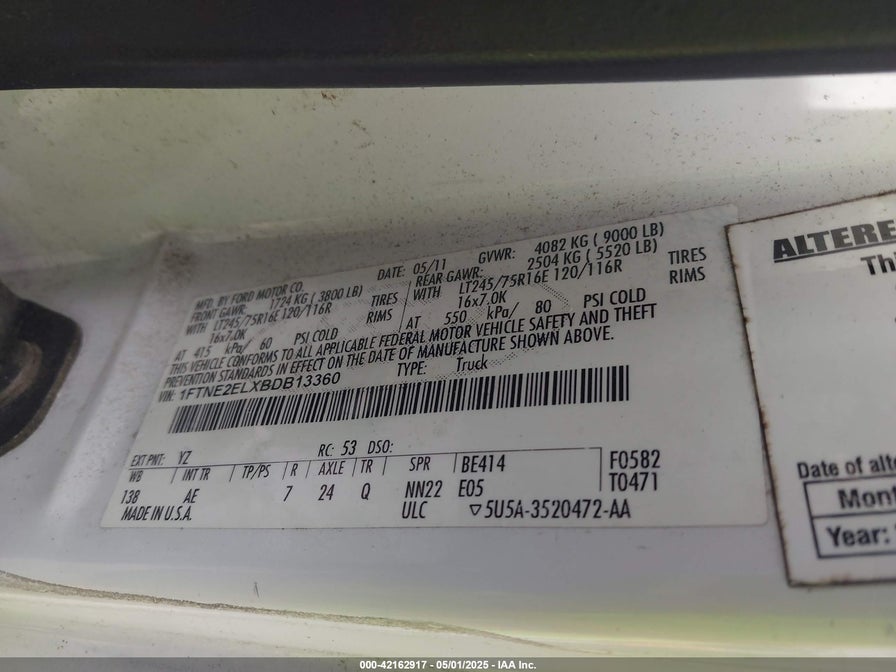 MFG. BY FORD MOTOR CO.
DATE: 05/11 GVWR: 4082 KG ( 9000 LB)
FRONT GAWR: 1724 KG ( 3800 LB)
REAR GAWR: 2504 KG ( 5520 LB)
WITH LT245/75R16E 120/116R TIRES
WITH LT245/75R16E 120/116R TIRES
16x7.0K RIMS
16x7.0K RIMS
AT 415 kPa/ 60 PSI COLD
AT 550 kPa/ 80 PSI COLD
THIS VEHICLE CONFORMS TO ALL APPLICABLE FEDERAL MOTOR VEHICLE SAFETY AND THEFT
PREVENTION STANDARDS IN EFFECT ON THE DATE OF MANUFACTURE SHOWN ABOVE.
VIN: 1FTNE2ELXBDB13360 TYPE: Truck
EXT PNT: YZ RC: 53 DSO:
WB INT TR TP/PS R AXLE TR SPR BE414 F0582
138 AE 7 24 Q NN22 E05 T0471
MADE IN U.S.A. ULC ▽5U5A-3520472-AA
ALTERE
Th
Date of alte
Mont
Year:
000-42162917 - 05/01/2025 - IAA Inc.